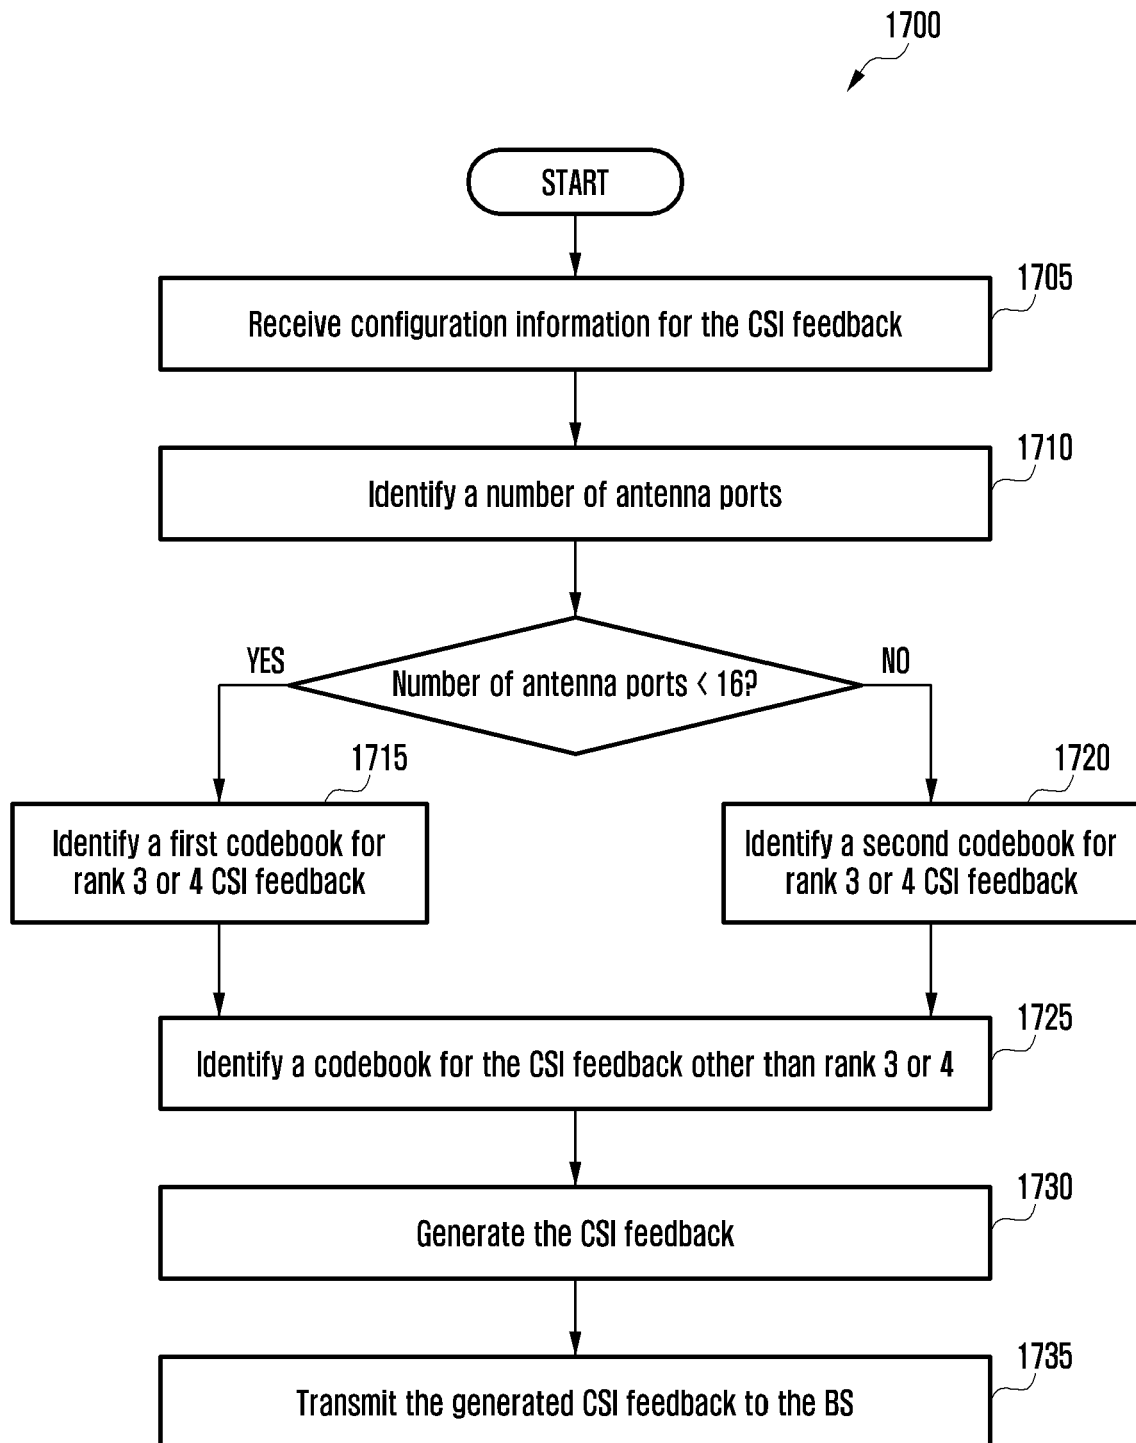 1700
START
1705
Receive configuration information for the CSI feedback
1710
Identify a number of antenna ports
YES
Number of antenna ports < 16?
NO
1715
1720
Identify a first codebook for
rank 3 or 4 CSI feedback
Identify a second codebook for
rank 3 or 4 CSI feedback
1725
Identify a codebook for the CSI feedback other than rank 3 or 4
1730
Generate the CSI feedback
1735
Transmit the generated CSI feedback to the BS